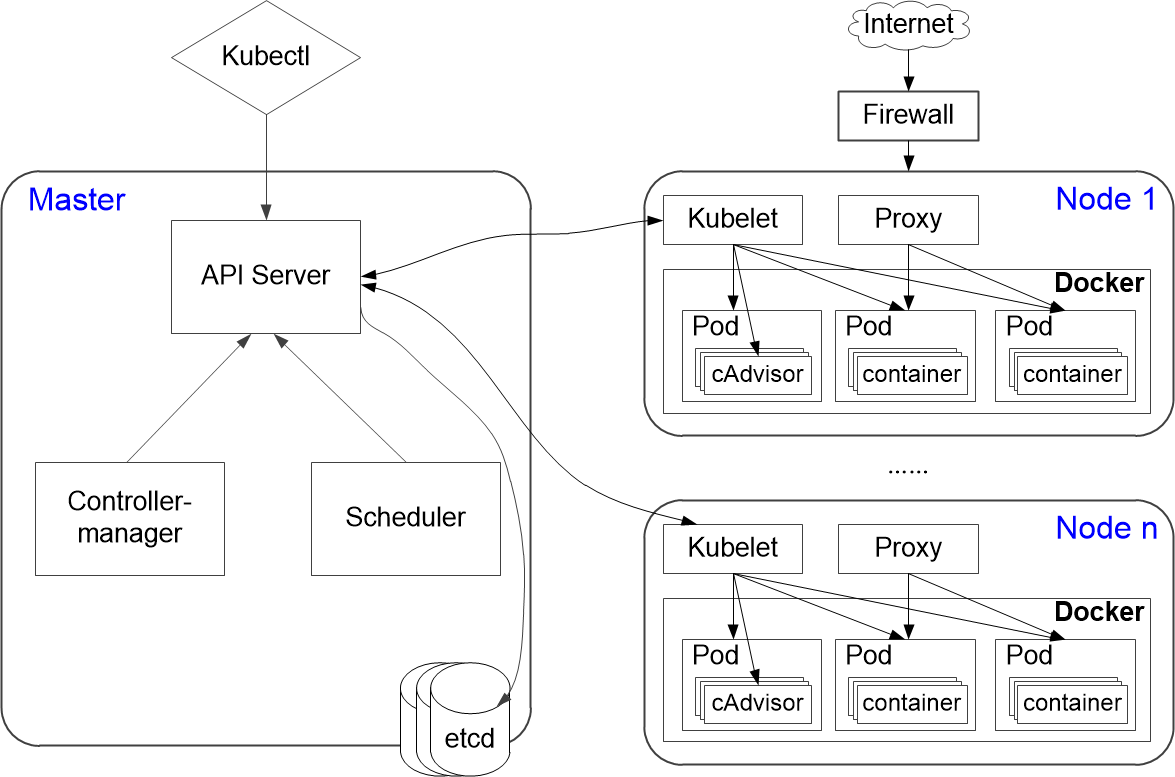 Kubectl
Internet
Firewall
Master
API Server
Controller-
manager
Scheduler
etcd
Node 1
Kubelet
Proxy
Docker
Pod
Pod
Pod
cAdvisor
container
container
......
Node n
Kubelet
Proxy
Docker
Pod
Pod
Pod
cAdvisor
container
container